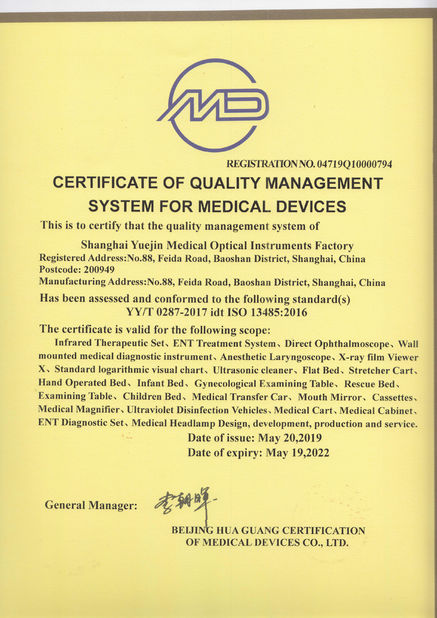 MD
REGISTRATION NO. 04719Q10000794
CERTIFICATE OF QUALITY MANAGEMENT
SYSTEM FOR MEDICAL DEVICES
This is to certify that the quality management system of
Shanghai Yuejin Medical Optical Instruments Factory
Registered Address:No.88, Feida Road, Baoshan District, Shanghai, China
Postcode: 200949
Manufacturing Address:No.88, Feida Road, Baoshan District, Shanghai, China
Has been assessed and conformed to the following standard(s)
YY/T 0287-2017 idt ISO 13485:2016
The certificate is valid for the following scope:
Infrared Therapeutic Set、ENT Treatment System、Direct Ophthalmoscope、Wall
mounted medical diagnostic instrument、Anesthetic Laryngoscope、X-ray film Viewer
X、Standard logarithmic visual chart、Ultrasonic cleaner、Flat Bed、Stretcher Cart、
Hand Operated Bed、Infant Bed、Gynecological Examining Table、Rescue Bed、
Examining Table、Children Bed、Medical Transfer Car、Mouth Mirror、Cassettes、
Medical Magnifier、Ultraviolet Disinfection Vehicles、Medical Cart、Medical Cabinet、
ENT Diagnostic Set、Medical Headlamp Design, development, production and service.
Date of issue: May 20,2019
Date of expiry: May 19,2022
General Manager: 李朝晖
BEIJING HUA GUANG CERTIFICATION
OF MEDICAL DEVICES CO., LTD.